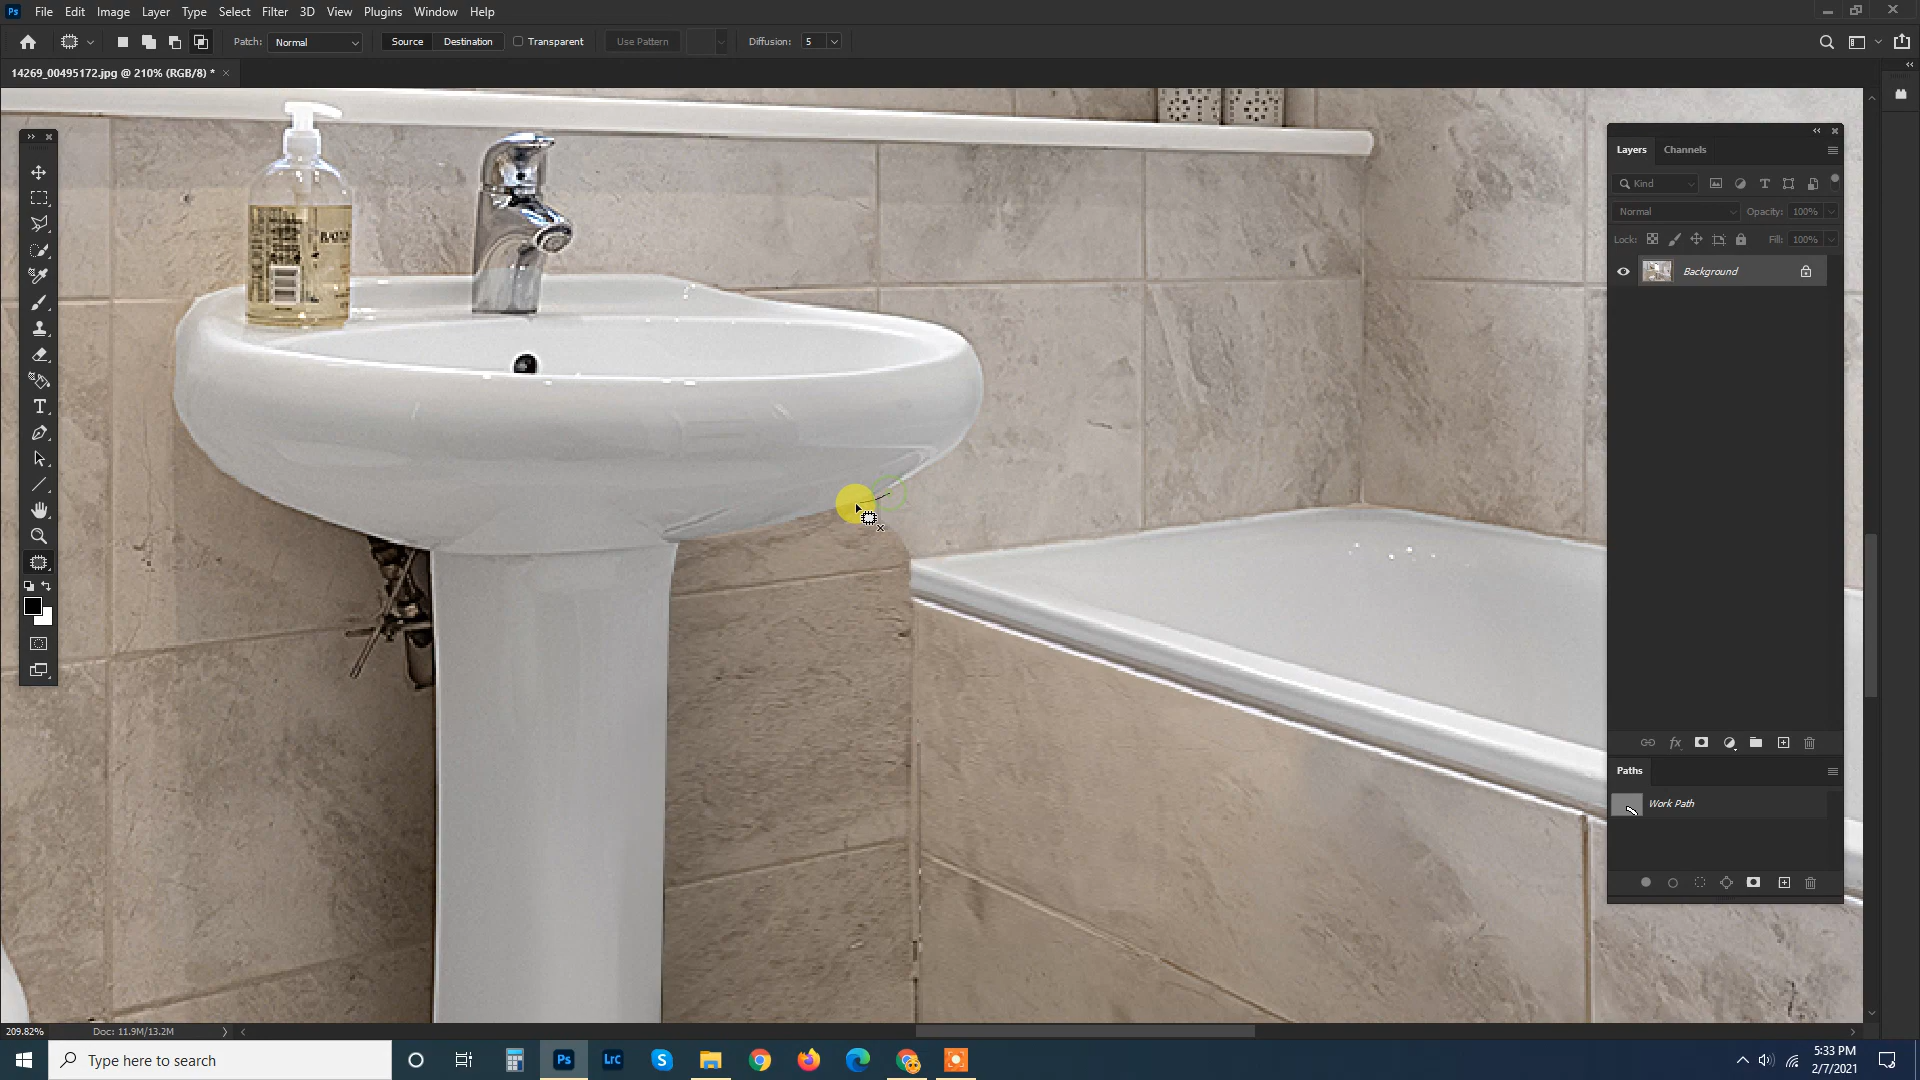 Ps File Edit Image Layer Type Select Filter 3D View Plugins Window Help
Patch: Normal Source Destination Transparent Use Pattern Diffusion: 5
14269_00495172.jpg @ 210% (RGB/8) * ×
Layers Channels
Kind
Normal Opacity: 100%
Lock: Fill: 100%
Background
Paths
Work Path
209.82% Doc: 11.9M/13.2M
Type here to search
Ps LrC
5:33 PM
2/7/2021